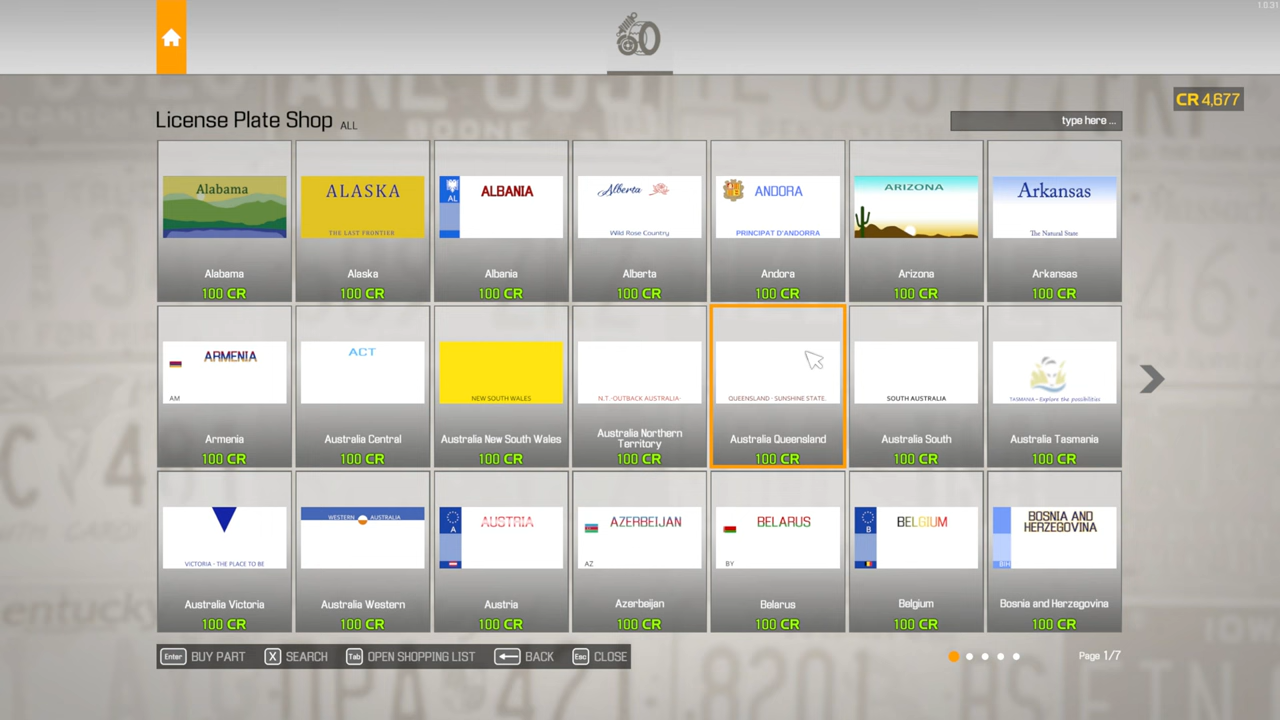 1.0.31
CR 4,677
License Plate Shop ALL
type here ...
Alabama
ALASKA
THE LAST FRONTIER
AL
ALBANIA
Alberta
Wild Rose Country
ANDORA
PRINCIPAT D'ANDORRA
ARIZONA
Arkansas
The Natural State
Alabama
Alaska
Albania
Alberta
Andora
Arizona
Arkansas
100 CR
100 CR
100 CR
100 CR
100 CR
100 CR
100 CR
ARMENIA
AM
ACT
NEW SOUTH WALES
N.T. -OUTBACK AUSTRALIA-
QUEENSLAND - SUNSHINE STATE
SOUTH AUSTRALIA
TASMANIA - Explore the possibilities
Armenia
Australia Central
Australia New South Wales
Australia Northern
Territory
Australia Queensland
Australia South
Australia Tasmania
100 CR
100 CR
100 CR
100 CR
100 CR
100 CR
100 CR
VICTORIA - THE PLACE TO BE
WESTERN AUSTRALIA
A
AUSTRIA
AZERBEIJAN
AZ
BELARUS
BY
B
BELGIUM
BOSNIA AND
HERZEGOVINA
BIH
Australia Victoria
Australia Western
Austria
Azerbeijan
Belarus
Belgium
Bosnia and Herzegovina
100 CR
100 CR
100 CR
100 CR
100 CR
100 CR
100 CR
Enter BUY PART X SEARCH Tab OPEN SHOPPING LIST BACK Esc CLOSE
Page 1/7